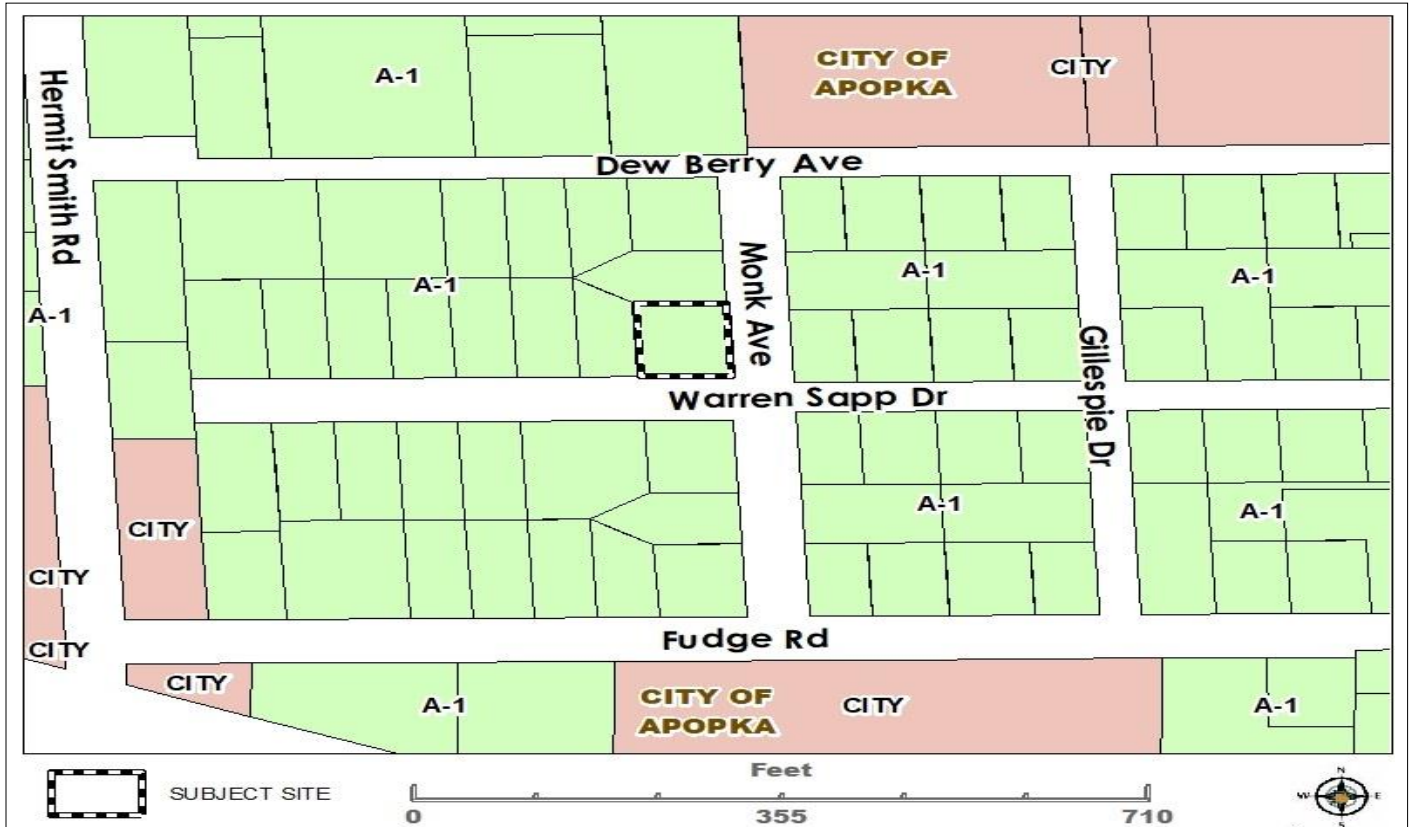 CITY OF
APOPKA
CITY
A-1
Hermit Smith Rd
Dew Berry Ave
Monk Ave
A-1
A-1
A-1
A-1
Gillespie Dr
Warren Sapp Dr
A-1
A-1
CITY
CITY
CITY
Fudge Rd
CITY
A-1
CITY OF
APOPKA
CITY
A-1
SUBJECT SITE
Feet
0
355
710
N
W
E
S